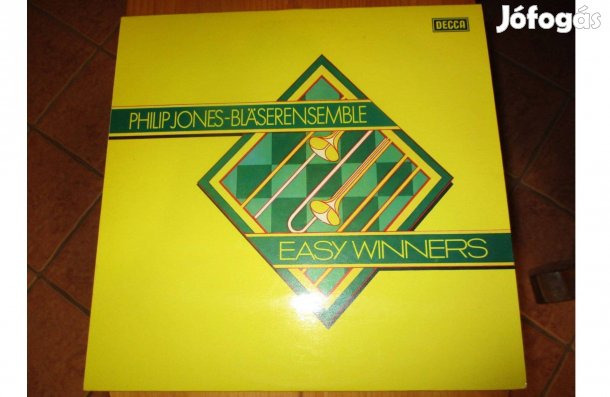 Jófogás
DECCA
PHILIP JONES-BLÄSERENSEMBLE
EASY WINNERS